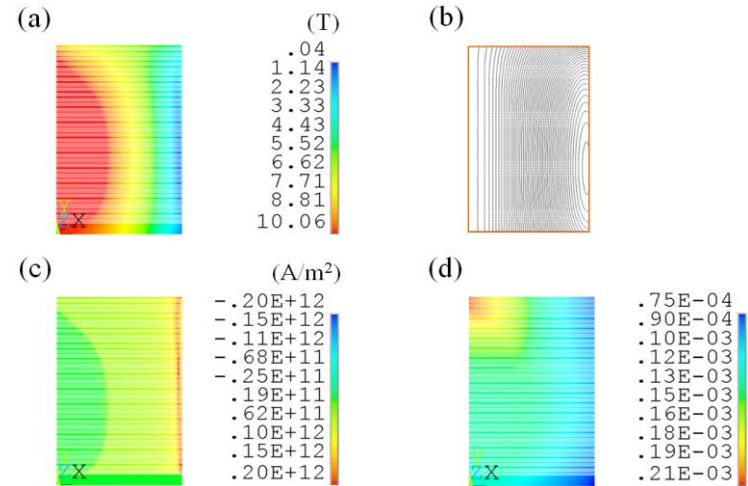 (a)
(T)
.04
1.14
2.23
3.33
4.43
5.52
6.62
7.71
8.81
10.06
Y
Z X
(b)
(c)
(A/m²)
-.20E+12
-.15E+12
-.11E+12
-.68E+11
-.25E+11
.19E+11
.62E+11
.10E+12
.15E+12
.20E+12
Y
Z X
(d)
.75E-04
.90E-04
.10E-03
.12E-03
.13E-03
.15E-03
.16E-03
.18E-03
.19E-03
.21E-03
Y
Z X